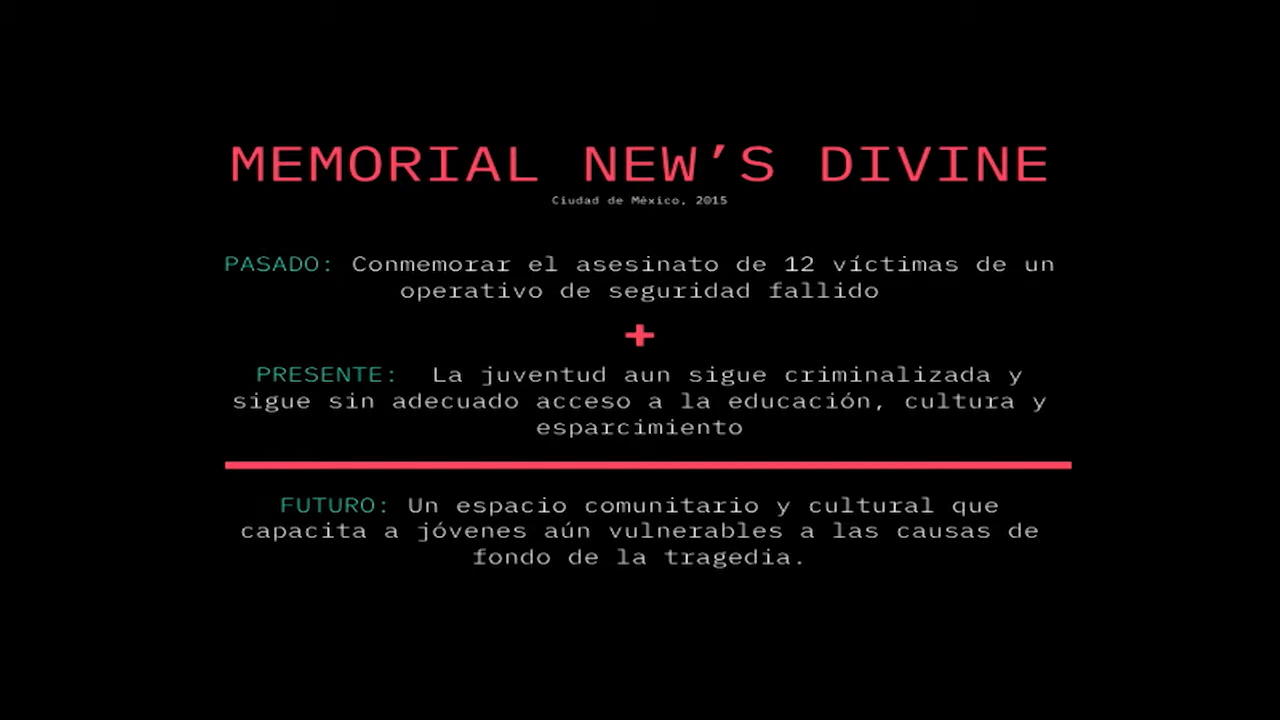 MEMORIAL NEW’S DIVINE
Ciudad de México, 2015
PASADO: Conmemorar el asesinato de 12 víctimas de un
operativo de seguridad fallido
+
PRESENTE: La juventud aun sigue criminalizada y
sigue sin adecuado acceso a la educación, cultura y
esparcimiento
FUTURO: Un espacio comunitario y cultural que
capacita a jóvenes aún vulnerables a las causas de
fondo de la tragedia.